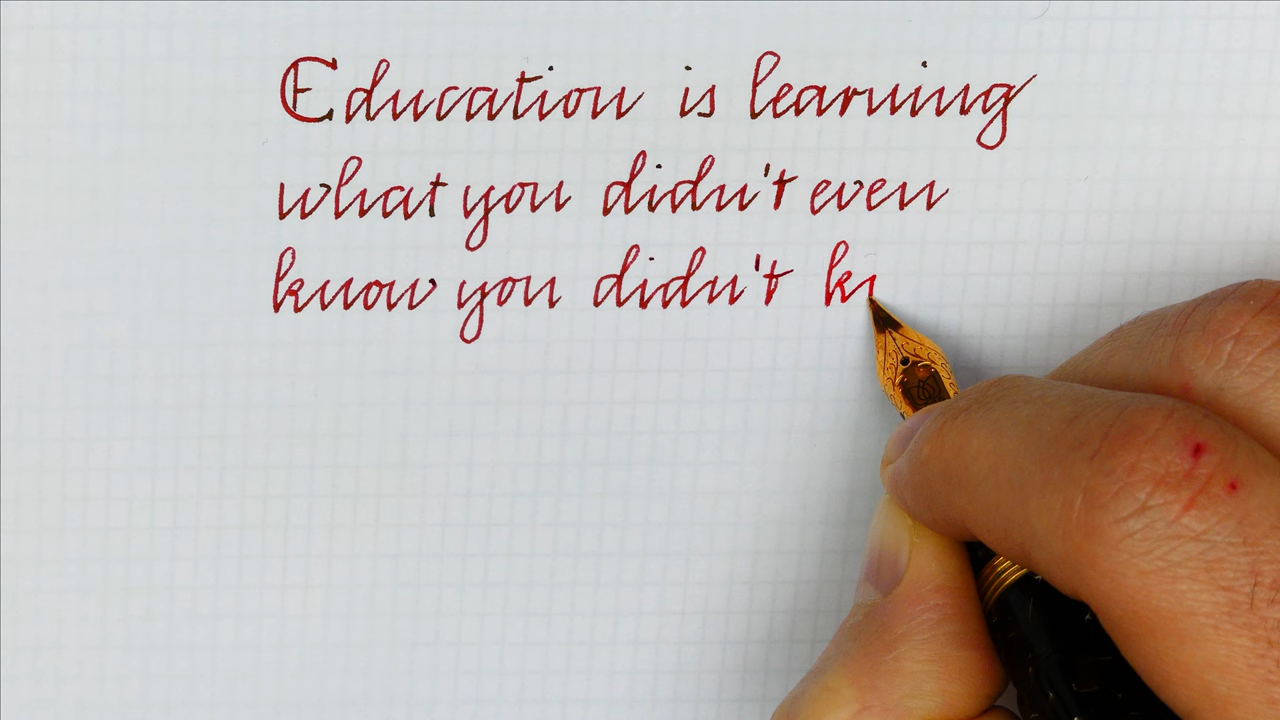 Education is learning
what you didn't even
know you didn't k